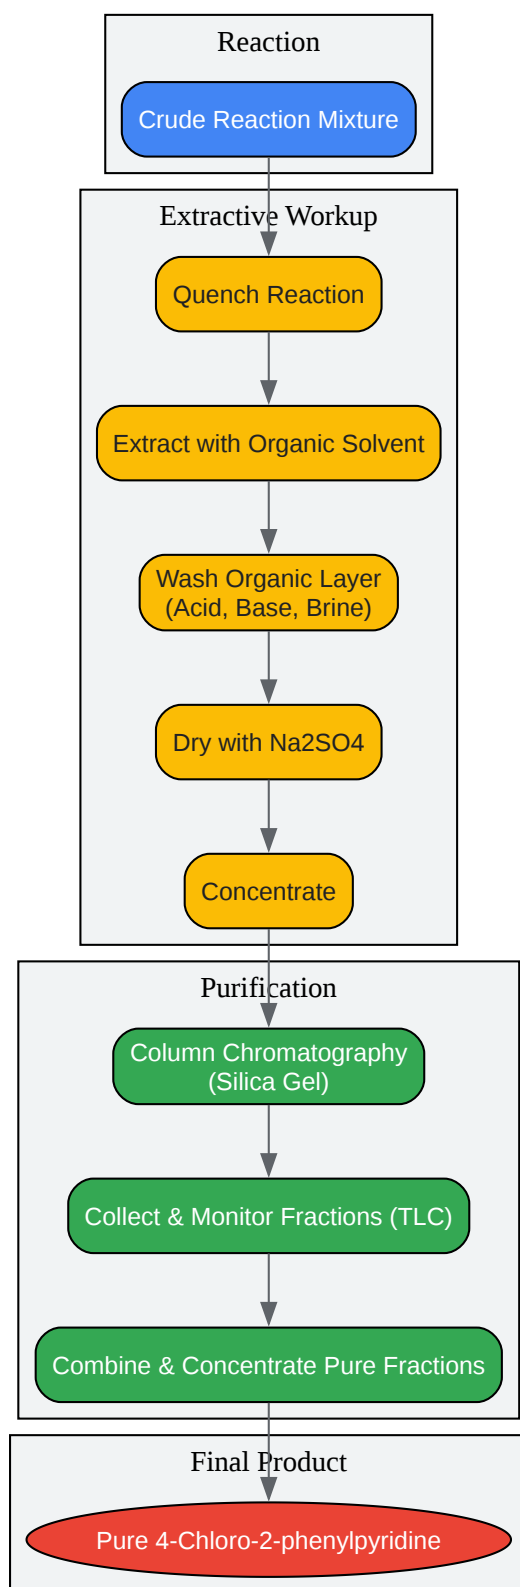 Reaction
Crude Reaction Mixture
Extractive Workup
Quench Reaction
Extract with Organic Solvent
Wash Organic Layer
(Acid, Base, Brine)
Dry with Na2SO4
Concentrate
Purification
Column Chromatography
(Silica Gel)
Collect & Monitor Fractions (TLC)
Combine & Concentrate Pure Fractions
Final Product
Pure 4-Chloro-2-phenylpyridine